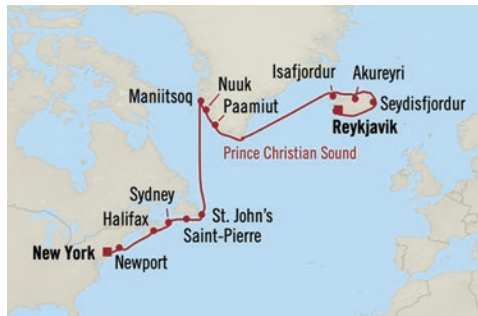 Isafjordur
Akureyri
Nuuk
Maniitsoq
Paamiut
Seydisfjordur
Reykjavik
Prince Christian Sound
Sydney
Halifax
St. John's
Saint-Pierre
New York
Newport